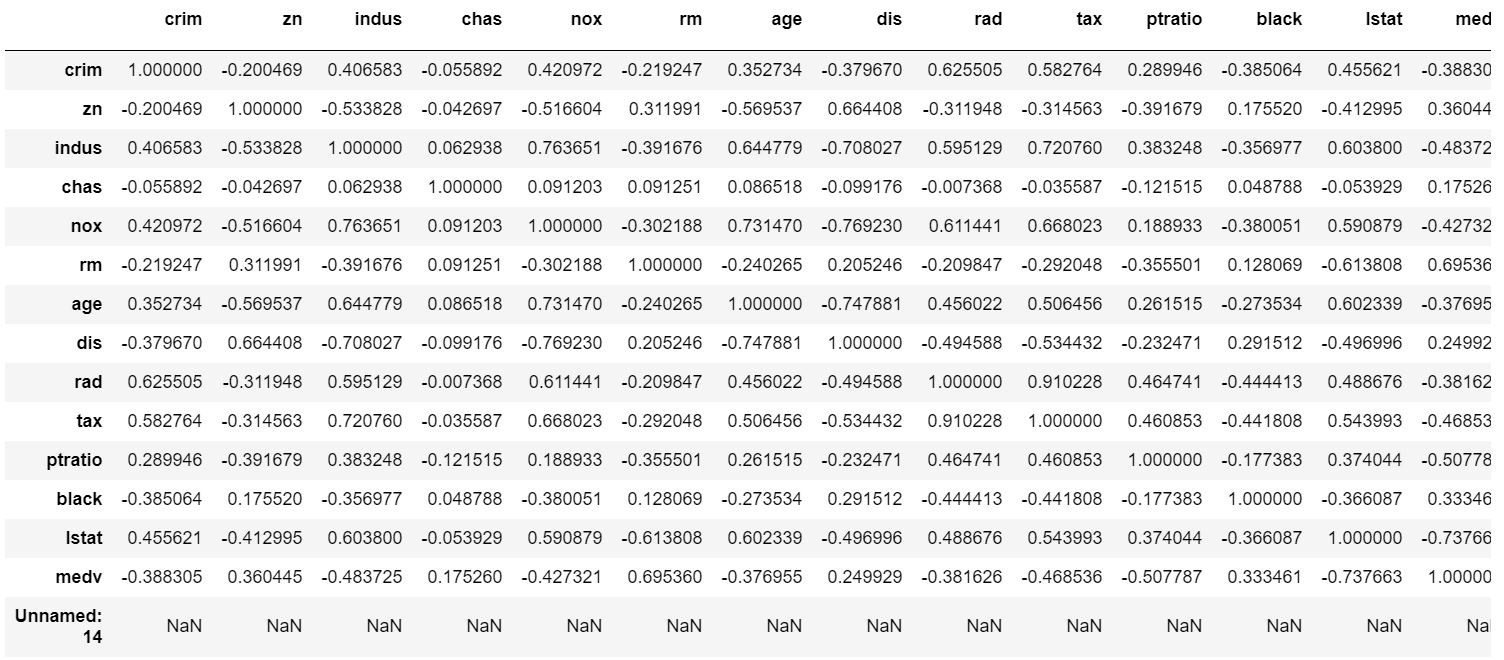 crim zn indus chas nox rm age dis rad tax ptratio black lstat med
crim 1.000000 -0.200469 0.406583 -0.055892 0.420972 -0.219247 0.352734 -0.379670 0.625505 0.582764 0.289946 -0.385064 0.455621 -0.38830
zn -0.200469 1.000000 -0.533828 -0.042697 -0.516604 0.311991 -0.569537 0.664408 -0.311948 -0.314563 -0.391679 0.175520 -0.412995 0.36044
indus 0.406583 -0.533828 1.000000 0.062938 0.763651 -0.391676 0.644779 -0.708027 0.595129 0.720760 0.383248 -0.356977 0.603800 -0.48372
chas -0.055892 -0.042697 0.062938 1.000000 0.091203 0.091251 0.086518 -0.099176 -0.007368 -0.035587 -0.121515 0.048788 -0.053929 0.17526
nox 0.420972 -0.516604 0.763651 0.091203 1.000000 -0.302188 0.731470 -0.769230 0.611441 0.668023 0.188933 -0.380051 0.590879 -0.42732
rm -0.219247 0.311991 -0.391676 0.091251 -0.302188 1.000000 -0.240265 0.205246 -0.209847 -0.292048 -0.355501 0.128069 -0.613808 0.69536
age 0.352734 -0.569537 0.644779 0.086518 0.731470 -0.240265 1.000000 -0.747881 0.456022 0.506456 0.261515 -0.273534 0.602339 -0.37695
dis -0.379670 0.664408 -0.708027 -0.099176 -0.769230 0.205246 -0.747881 1.000000 -0.494588 -0.534432 -0.232471 0.291512 -0.496996 0.24992
rad 0.625505 -0.311948 0.595129 -0.007368 0.611441 -0.209847 0.456022 -0.494588 1.000000 0.910228 0.464741 -0.444413 0.488676 -0.38162
tax 0.582764 -0.314563 0.720760 -0.035587 0.668023 -0.292048 0.506456 -0.534432 0.910228 1.000000 0.460853 -0.441808 0.543993 -0.46853
ptratio 0.289946 -0.391679 0.383248 -0.121515 0.188933 -0.355501 0.261515 -0.232471 0.464741 0.460853 1.000000 -0.177383 0.374044 -0.50778
black -0.385064 0.175520 -0.356977 0.048788 -0.380051 0.128069 -0.273534 0.291512 -0.444413 -0.441808 -0.177383 1.000000 -0.366087 0.33346
lstat 0.455621 -0.412995 0.603800 -0.053929 0.590879 -0.613808 0.602339 -0.496996 0.488676 0.543993 0.374044 -0.366087 1.000000 -0.73766
medv -0.388305 0.360445 -0.483725 0.175260 -0.427321 0.695360 -0.376955 0.249929 -0.381626 -0.468536 -0.507787 0.333461 -0.737663 1.00000
Unnamed:
14 NaN NaN NaN NaN NaN NaN NaN NaN NaN NaN NaN NaN NaN Na